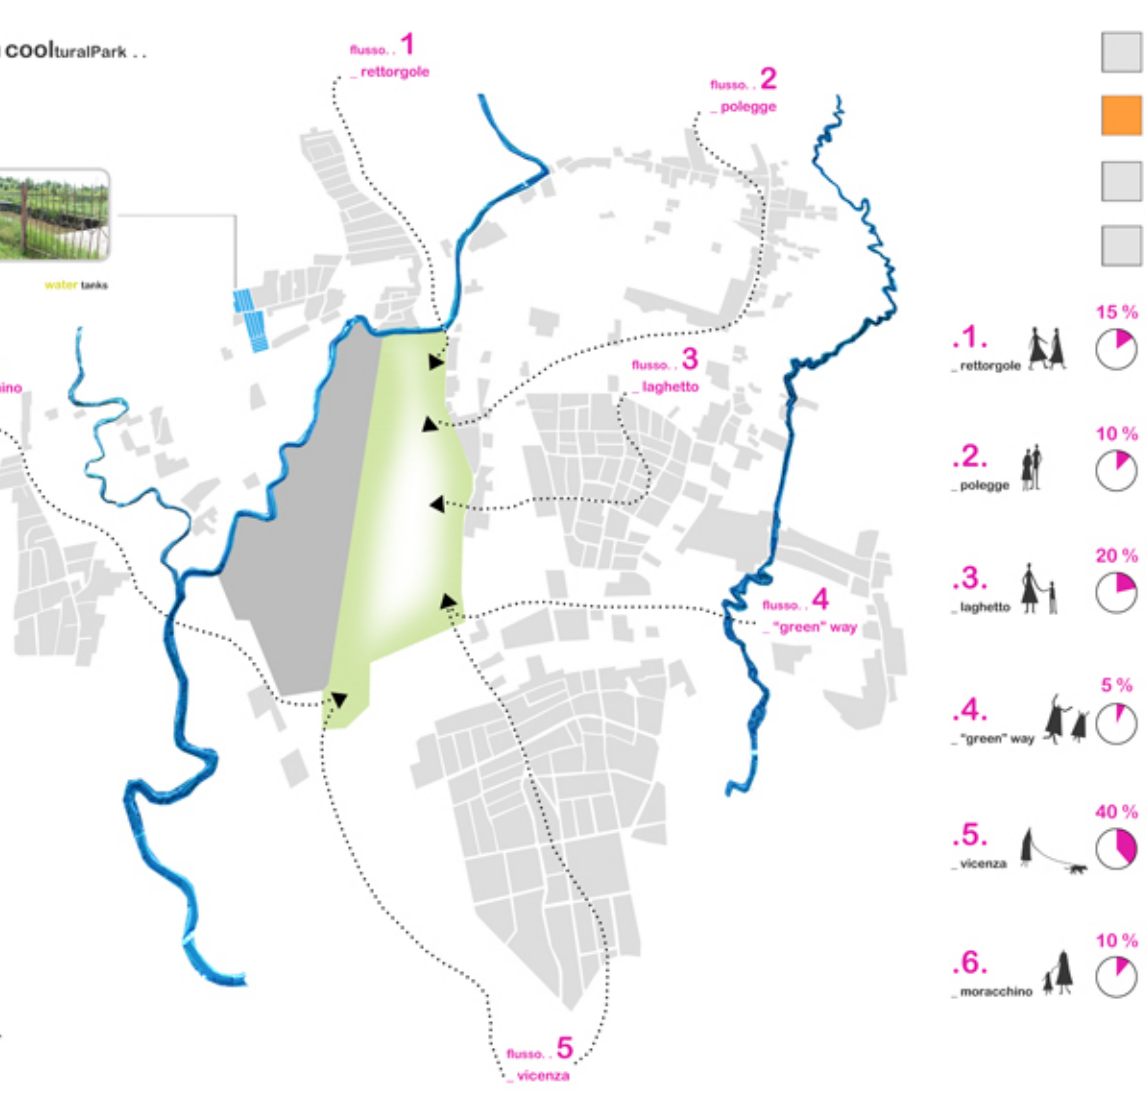 coolturalPark . .
flusso. . 1
_ rettorgole
flusso. . 2
_ polegge
water tanks
flusso. . 3
_ laghetto
flusso. . 4
_ "green" way
flusso. . 5
_ vicenza
15 %
.1.
_ rettorgole
10 %
.2.
_ polegge
20 %
.3.
_ laghetto
5 %
.4.
_ "green" way
40 %
.5.
_ vicenza
10 %
.6.
_ moracchino